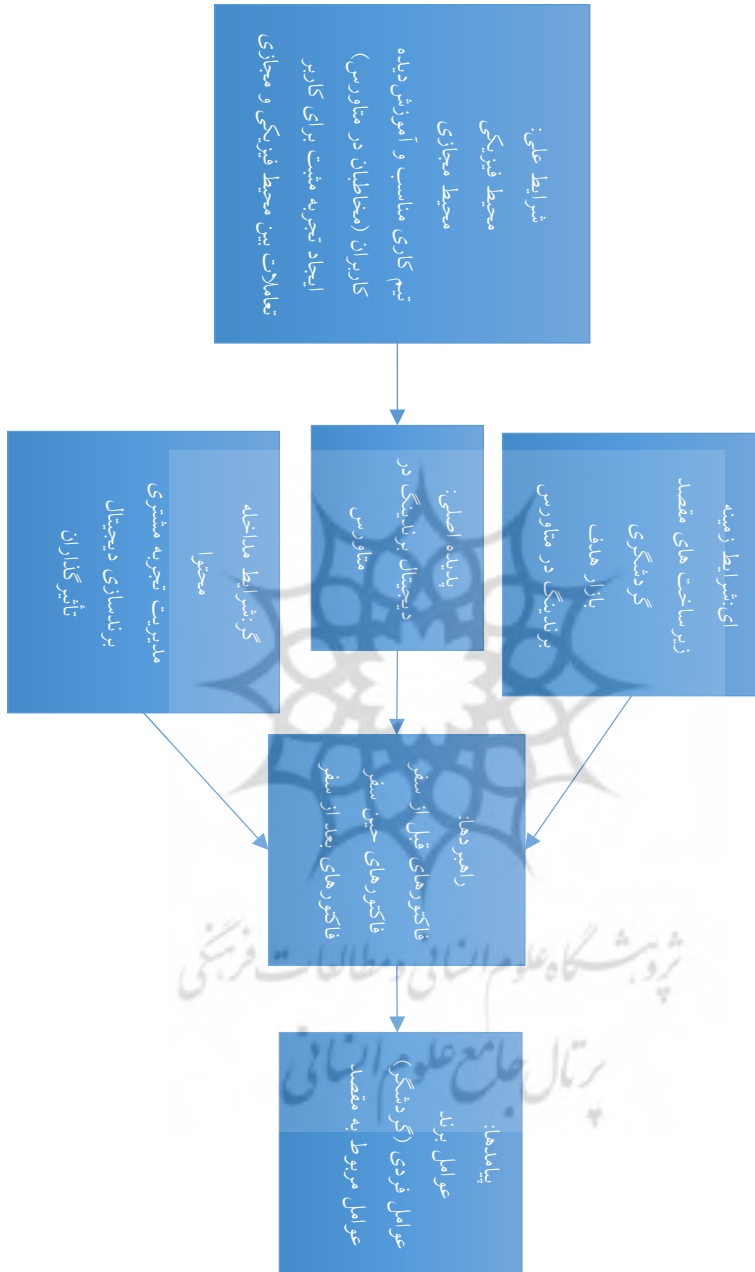 شرایط علی:
محیط فیزیکی
محیط مجازی
تیم کاری مناسب و آموزش دیده
کاربران (مخاطبان در متاورس)
ایجاد تجربه مثبت برای کاربر
تعاملات بین محیط فیزیکی و مجازی
ای:شرایط زمینه
زیر ساخت های مقصد
گردشگری
بازار هدف
برندینگ در متاورس
پدیده اصلی:
دیجیتال برندینگ در
متاورس
گر:شرایط مداخله
محتوا
مدیریت تجربه مشتری
برندسازی دیجیتال
تأثیر گذاران
راهبردها:
فاکتورهای قبل از سفر
فاکتورهای حین سفر
فاکتورهای بعد از سفر
پیامدها:
عوامل برند
عوامل فردی (گردشگر)
عوامل مربوط به مقصد
پژوهشگاه علوم انسانی و مطالعات فرهنگی
پرتال جامع علوم انسانی